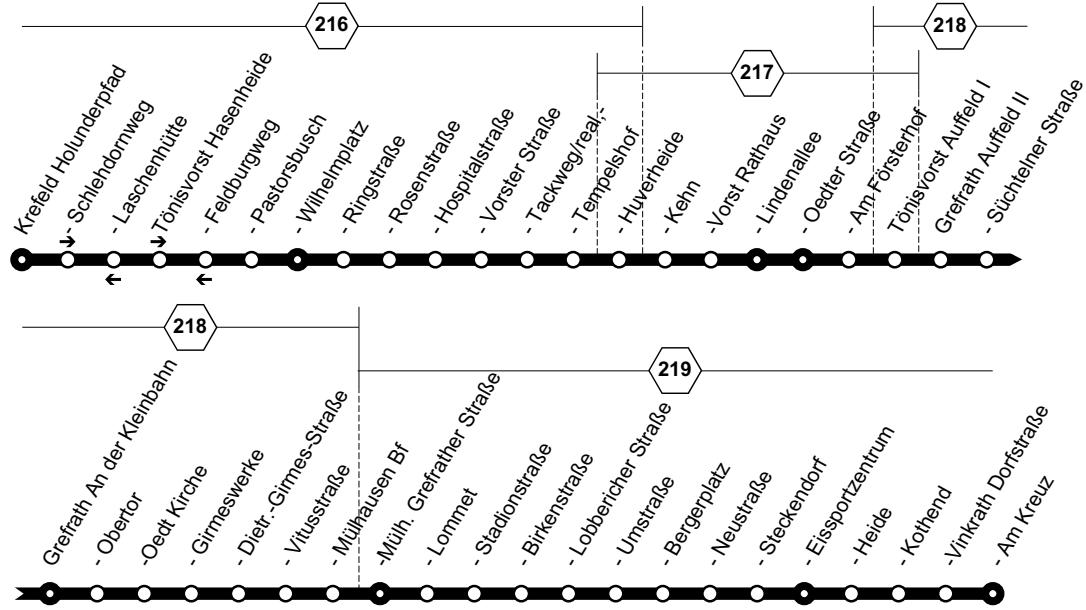 216
218
217
Krefeld Holunderpfad
- Schlehdornweg
- Laschenhütte
- Tönisvorst Hasenheide
- Feldburgweg
- Pastorsbusch
- Wilhelmplatz
- Ringstraße
- Rosenstraße
- Hospitalstraße
- Vorster Straße
- Tackweg/real,-
- Tempelshof
- Huverheide
- Kehn
-Vorst Rathaus
- Lindenallee
- Oedter Straße
- Am Försterhof
Tönisvorst Auffeld I
Grefrath Auffeld II
- Süchtelner Straße
218
219
Grefrath An der Kleinbahn
- Obertor
-Oedt Kirche
- Girmeswerke
- Dietr.-Girmes-Straße
- Vitusstraße
- Mülhausen Bf
-Mülh. Grefrather Straße
- Lommet
- Stadionstraße
- Birkenstraße
- Lobbericher Straße
- Umstraße
- Bergerplatz
- Neustraße
- Steckendorf
- Eissportzentrum
- Heide
- Kothend
-Vinkrath Dorfstraße
- Am Kreuz